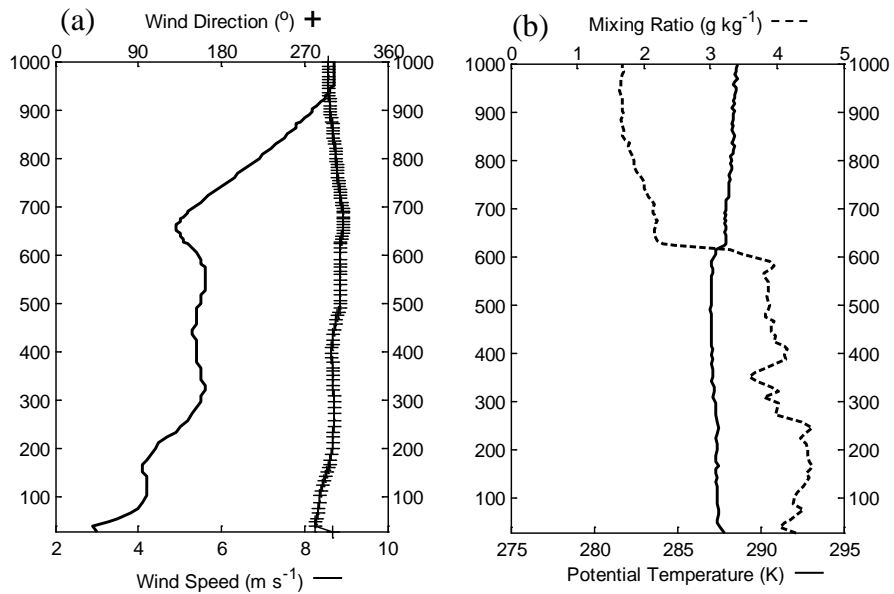 (a) Wind Direction (º) +
0 90 180 270 360
1000 1000
900 900
800 800
700 700
600 600
500 500
400 400
300 300
200 200
100 100
2 4 6 8 10
Wind Speed (m s⁻¹) —
(b) Mixing Ratio (g kg⁻¹) ---
0 1 2 3 4 5
1000 1000
900 900
800 800
700 700
600 600
500 500
400 400
300 300
200 200
100 100
275 280 285 290 295
Potential Temperature (K) —